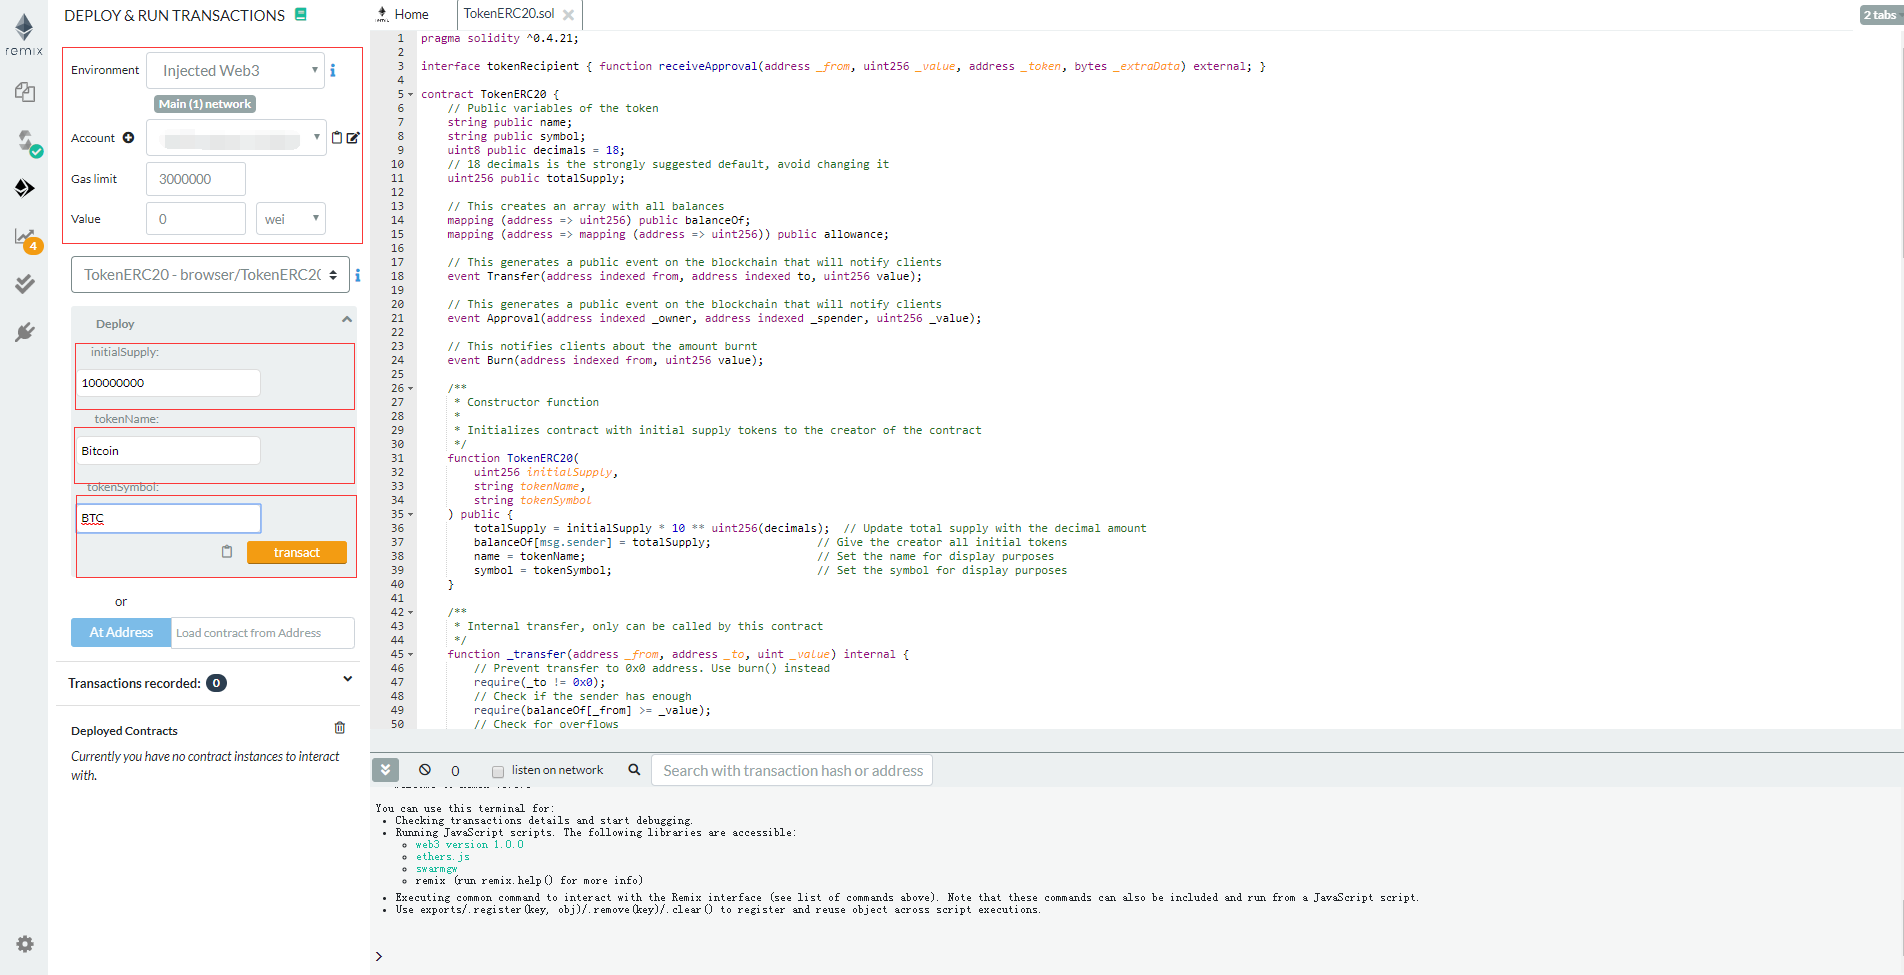 remix
4
DEPLOY & RUN TRANSACTIONS
Environment
Injected Web3
Main (1) network
Account
Gas limit
3000000
Value
0
wei
TokenERC20 - browser/TokenERC2(
Deploy
initialSupply:
100000000
tokenName:
Bitcoin
tokenSymbol:
BTC
transact
or
At Address
Load contract from Address
Transactions recorded: 0
Deployed Contracts
Currently you have no contract instances to interact
with.
Home
TokenERC20.sol
2 tabs
1 pragma solidity ^0.4.21;
2
3 interface tokenRecipient { function receiveApproval(address _from, uint256 _value, address _token, bytes _extraData) external; }
4
5 contract TokenERC20 {
6 // Public variables of the token
7 string public name;
8 string public symbol;
9 uint8 public decimals = 18;
10 // 18 decimals is the strongly suggested default, avoid changing it
11 uint256 public totalSupply;
12
13 // This creates an array with all balances
14 mapping (address => uint256) public balanceOf;
15 mapping (address => mapping (address => uint256)) public allowance;
16
17 // This generates a public event on the blockchain that will notify clients
18 event Transfer(address indexed from, address indexed to, uint256 value);
19
20 // This generates a public event on the blockchain that will notify clients
21 event Approval(address indexed _owner, address indexed _spender, uint256 _value);
22
23 // This notifies clients about the amount burnt
24 event Burn(address indexed from, uint256 value);
25
26 /**
27 * Constructor function
28 *
29 * Initializes contract with initial supply tokens to the creator of the contract
30 */
31 function TokenERC20(
32 uint256 initialSupply,
33 string tokenName,
34 string tokenSymbol
35 ) public {
36 totalSupply = initialSupply * 10 ** uint256(decimals); // Update total supply with the decimal amount
37 balanceOf[msg.sender] = totalSupply; // Give the creator all initial tokens
38 name = tokenName; // Set the name for display purposes
39 symbol = tokenSymbol; // Set the symbol for display purposes
40 }
41
42 /**
43 * Internal transfer, only can be called by this contract
44 */
45 function _transfer(address _from, address _to, uint _value) internal {
46 // Prevent transfer to 0x0 address. Use burn() instead
47 require(_to != 0x0);
48 // Check if the sender has enough
49 require(balanceOf[_from] >= _value);
50 // Check for overflows
0
listen on network
Search with transaction hash or address
You can use this terminal for:
• Checking transactions details and start debugging.
• Running JavaScript scripts. The following libraries are accessible:
web3 version 1.0.0
ethers.js
swarmgw
remix (run remix.help() for more info)
• Executing common command to interact with the Remix interface (see list of commands above). Note that these commands can also be included and run from a JavaScript script.
• Use exports/.register(key, obj)/.remove(key)/.clear() to register and reuse object across script executions.
>